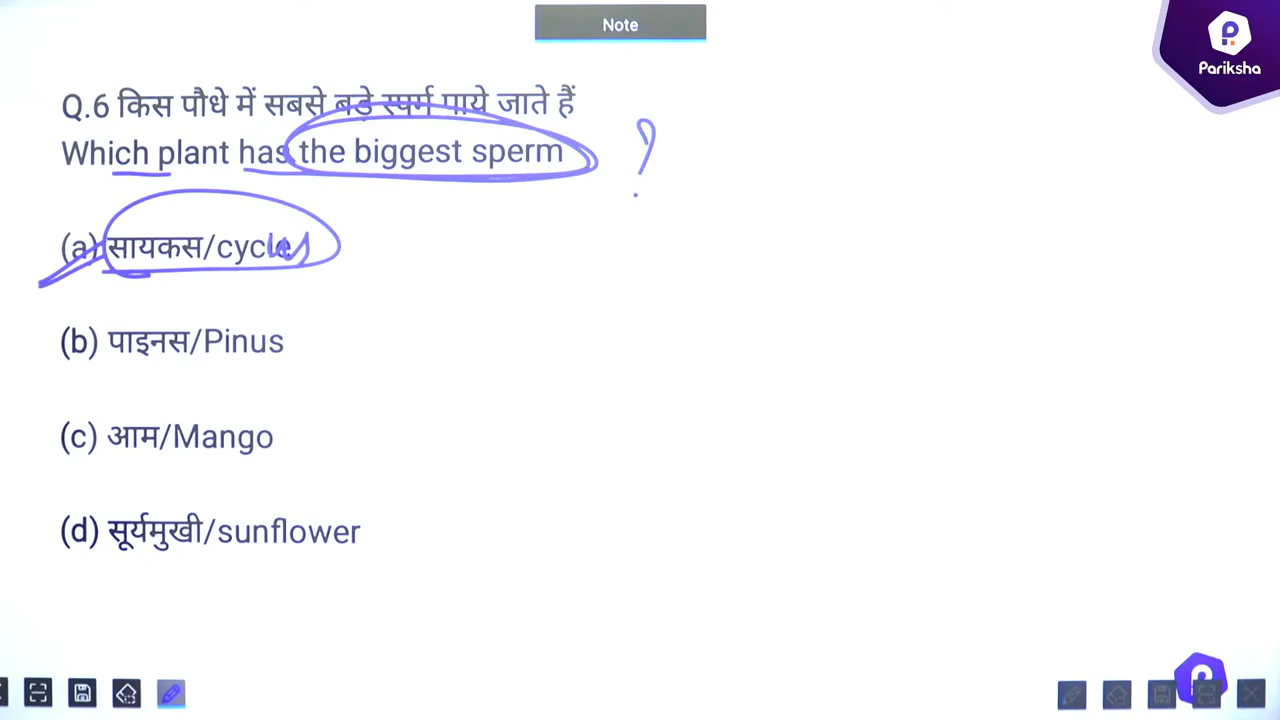 Note
Pariksha
Q.6 किस पौधे में सबसे बडे स्पर्म पाये जाते हैं
Which plant has the biggest sperm ?
(a) सायकस/cycles
(b) पाइनस/Pinus
(c) आम/Mango
(d) सूर्यमुखी/sunflower